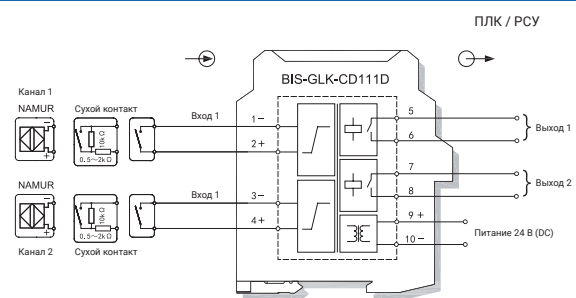 ПЛК / РСУ
BIS-GLK-CD111D
Канал 1
NAMUR
Сухой контакт
10k Ω
0.5~2k Ω
Вход 1
1 −
2 +
5
6
Выход 1
NAMUR
Канал 2
Сухой контакт
10k Ω
0.5~2k Ω
Вход 1
3 −
4 +
7
8
Выход 2
9 +
10 −
Питание 24 В (DC)